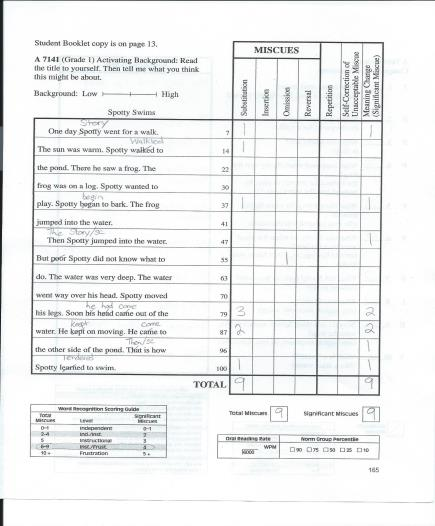 Student Booklet copy is on page 13.
A 7141 (Grade 1) Activating Background: Read
the title to yourself. Then tell me what you think
this might be about.
Background: Low High
MISCUES
Substitution
Insertion
Omission
Reversal
Repetition
Self-Correction of Unacceptable Miscue
Meaning Change (Significant Miscue)
Spotty Swims
Story
One day Spotty went for a walk. 7 1 1
Walkled
The sun was warm. Spotty walked to 14 1
the pond. There he saw a frog. The 22
frog was on a log. Spotty wanted to 30
begin
play. Spotty began to bark. The frog 37 1 1
jumped into the water. 41
The Story/sc
Then Spotty jumped into the water. 47 1
But poor Spotty did not know what to 55 1
do. The water was very deep. The water 63
went way over his head. Spotty moved 70
he had come
his legs. Soon his head came out of the 79 3 2
kept come
water. He kept on moving. He came to 87 2 2
Then/sc
the other side of the pond. That is how 96 1
Spotty learned to swim. 100 1 1
TOTAL 9 9
Word Recognition Scoring Guide
Total Miscues Level Significant Miscues
0–1 Independent 0–1
2–4 Ind./Inst. 2
5 Instructional 3
6–9 Inst./Frust. 4
10 + Frustration 5 +
Total Miscues 9 Significant Miscues 9
Oral Reading Rate Norm Group Percentile
6000 WPM 90 75 50 25 10
165